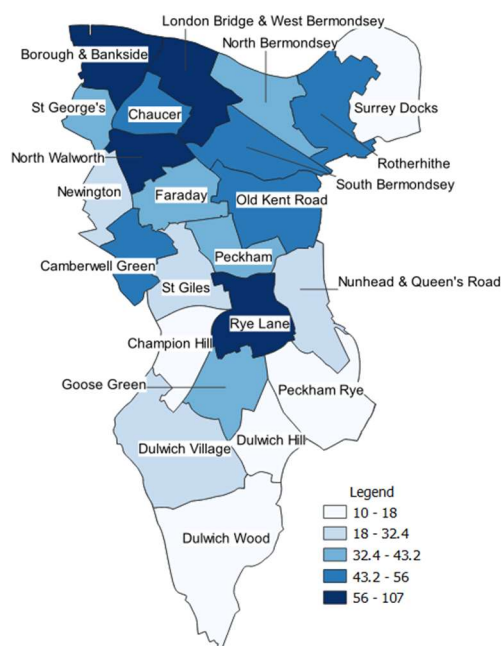 London Bridge & West Bermondsey
North Bermondsey
Borough & Bankside
St George's
Chaucer
Surrey Docks
North Walworth
Rotherhithe
South Bermondsey
Newington
Faraday
Old Kent Road
Camberwell Green
Peckham
Nunhead & Queen's Road
St Giles
Rye Lane
Champion Hill
Goose Green
Peckham Rye
Dulwich Hill
Dulwich Village
Dulwich Wood
Legend
10 - 18
18 - 32.4
32.4 - 43.2
43.2 - 56
56 - 107